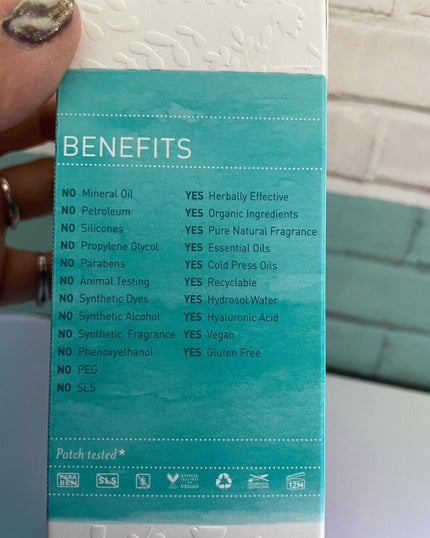 BENEFITS
NO Mineral Oil
NO Petroleum
NO Silicones
NO Propylene Glycol
NO Parabens
NO Animal Testing
NO Synthetic Dyes
NO Synthetic Alcohol
NO Synthetic Fragrance
NO Phenoxyethanol
NO PEG
NO SLS
YES Herbally Effective
YES Organic Ingredients
YES Pure Natural Fragrance
YES Essential Oils
YES Cold Press Oils
YES Recyclable
YES Hydrosol Water
YES Hyaluronic Acid
YES Vegan
YES Gluten Free
Patch tested★
PARA
BEN
SLS
VEGAN
12M